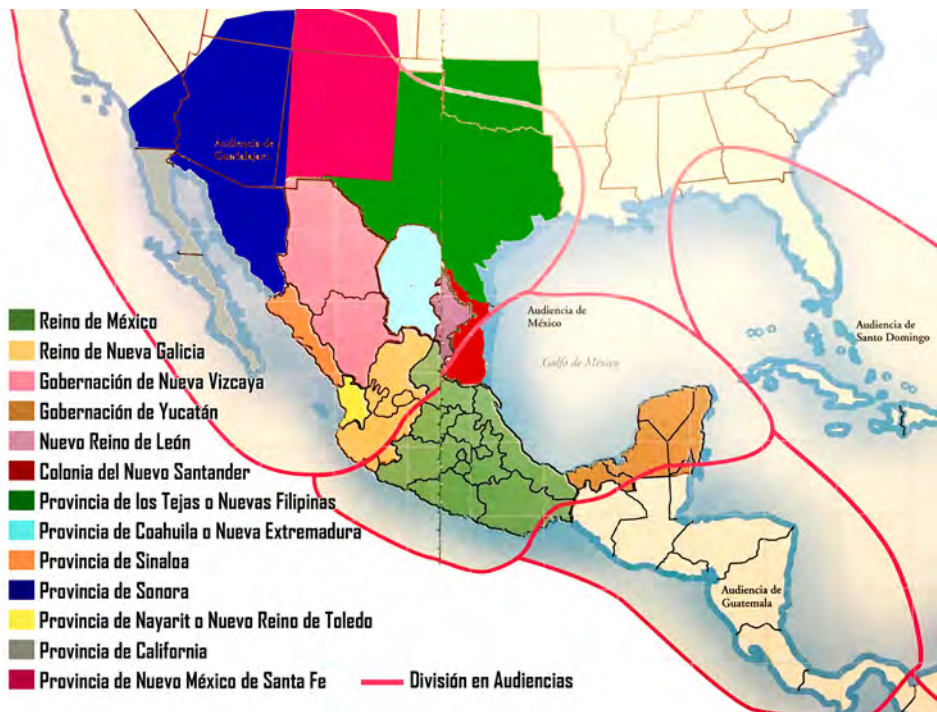 Audiencia de
Guadalajara
Audiencia de
México
Golfo de México
Audiencia de
Santo Domingo
Audiencia de
Guatemala
Reino de México
Reino de Nueva Galicia
Gobernación de Nueva Vizcaya
Gobernación de Yucatán
Nuevo Reino de León
Colonia del Nuevo Santander
Provincia de los Tejas o Nuevas Filipinas
Provincia de Coahuila o Nueva Extremadura
Provincia de Sinaloa
Provincia de Sonora
Provincia de Nayarit o Nuevo Reino de Toledo
Provincia de California
Provincia de Nuevo México de Santa Fe
División en Audiencias